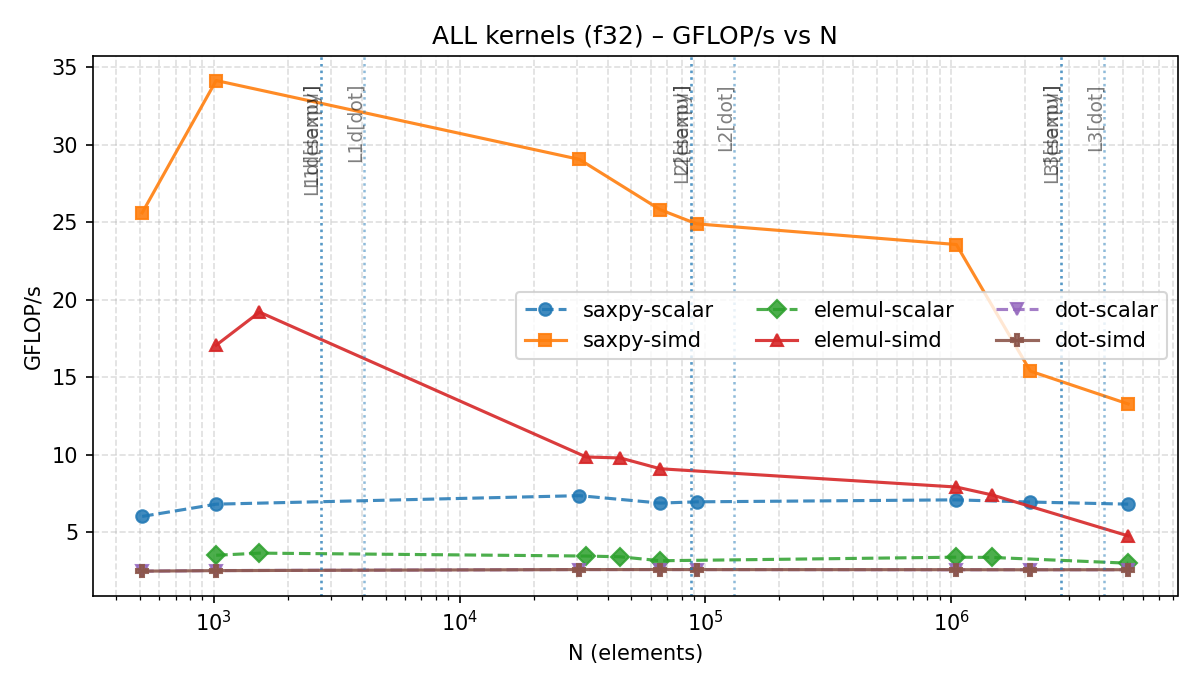 ALL kernels (f32) – GFLOP/s vs N
GFLOP/s
35
30
25
20
15
10
5
L1d[dot]
L2[dot]
L3[dot]
saxpy-scalar
saxpy-simd
elemul-scalar
elemul-simd
dot-scalar
dot-simd
10³
10⁴
10⁵
10⁶
N (elements)